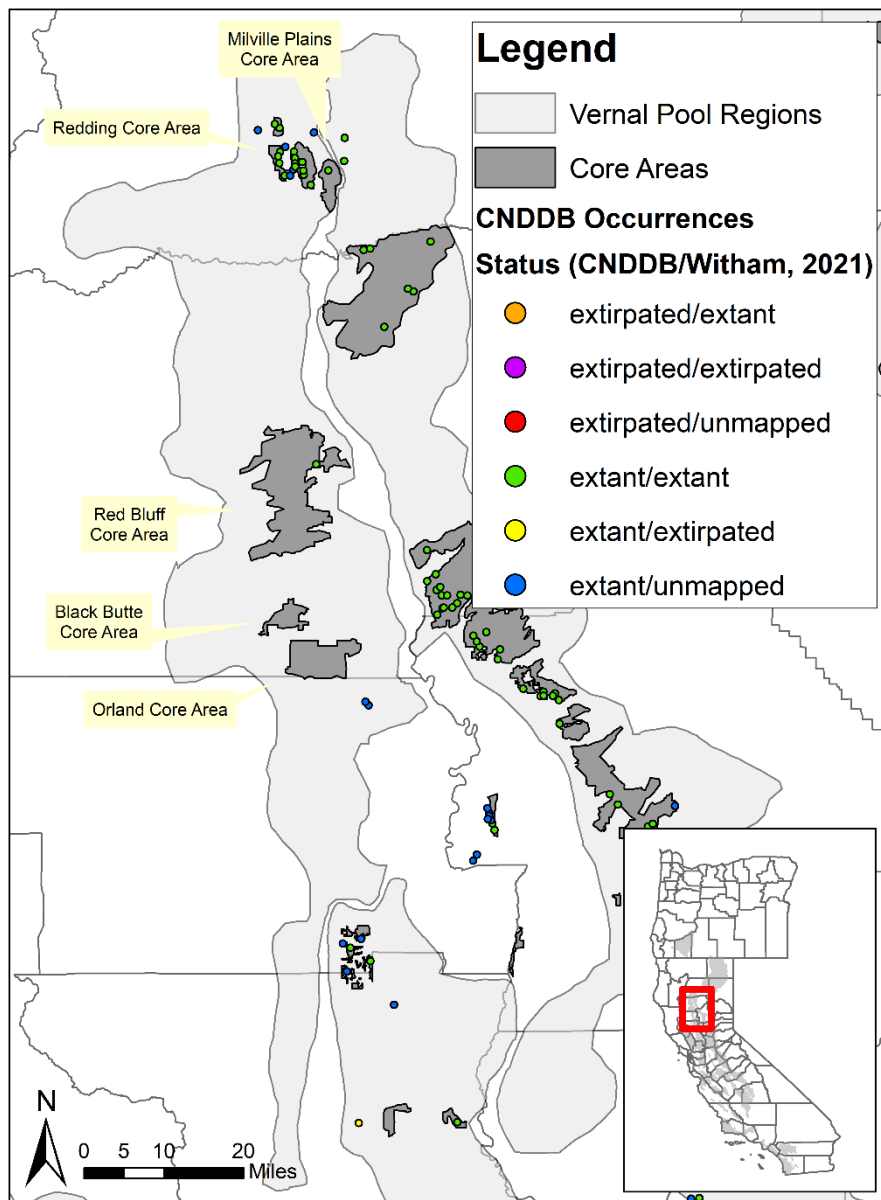 Milville Plains
Core Area
Redding Core Area
Legend
Vernal Pool Regions
Core Areas
CNDDB Occurrences
Status (CNDDB/Witham, 2021)
extirpated/extant
extirpated/extirpated
extirpated/unmapped
extant/extant
extant/extirpated
extant/unmapped
Red Bluff
Core Area
Black Butte
Core Area
Orland Core Area
N
0 5 10 20
Miles